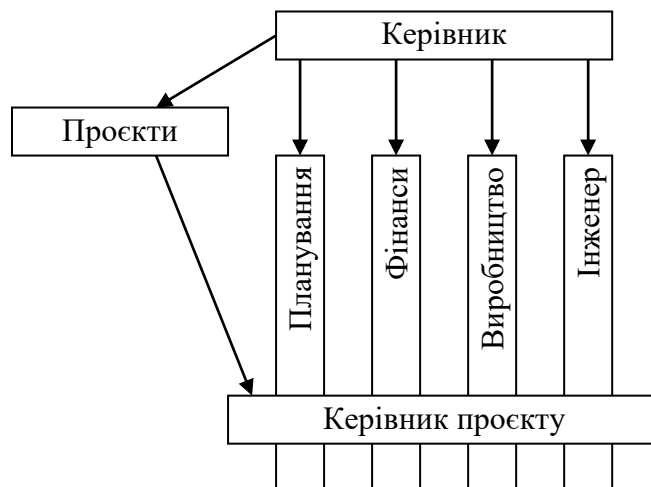 Керівник
Проєкти
Планування
Фінанси
Виробництво
Інженер
Керівник проєкту